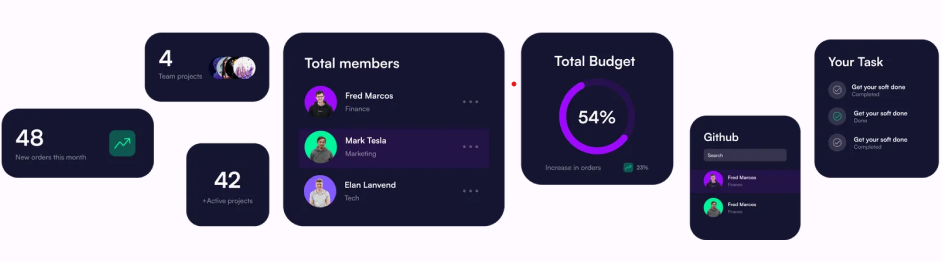 48
New orders this month
4
Team projects
42
+Active projects
Total members
Fred Marcos
Finance
Mark Tesla
Marketing
Elan Lanvend
Tech
Total Budget
54%
Increase in orders
23%
Github
Search
Fred Marcos
Finance
Fred Marcos
Finance
Your Task
Get your soft done
Completed
Get your soft done
Done
Get your soft done
Completed